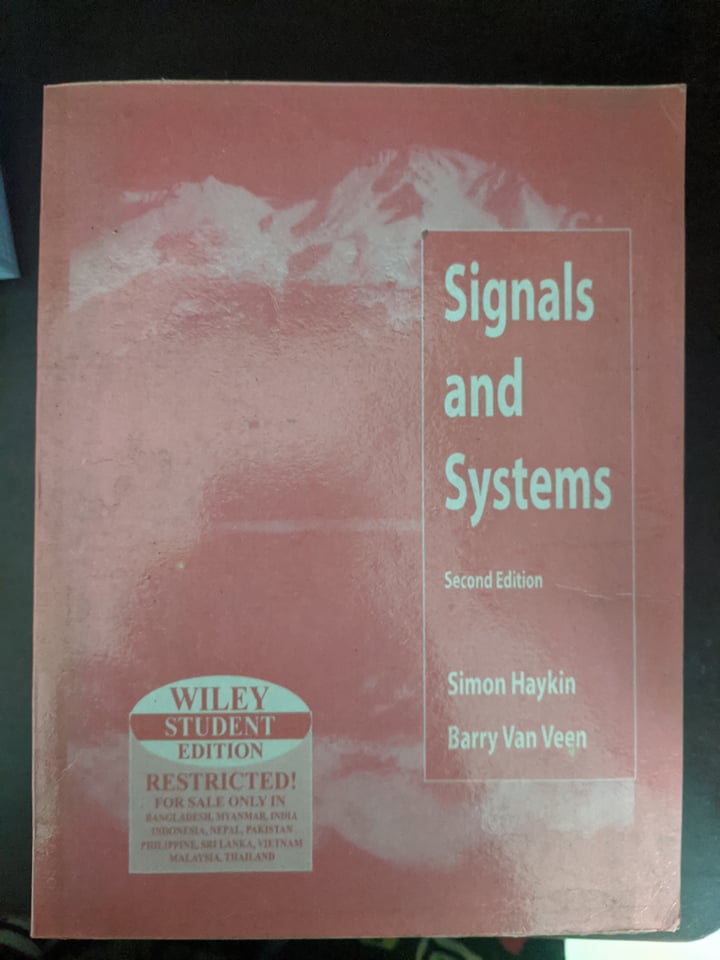 Signals
and
Systems
Second Edition
Simon Haykin
Barry Van Veen
WILEY
STUDENT
EDITION
RESTRICTED!
FOR SALE ONLY IN
BANGLADESH, MYANMAR, INDIA
INDONESIA, NEPAL, PAKISTAN
PHILIPPINE, SRI LANKA, VIETNAM
MALAYSIA, THAILAND